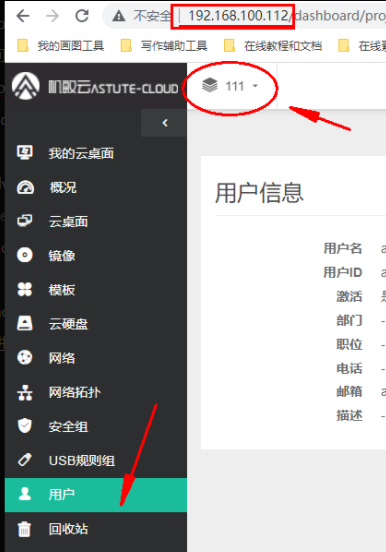 不安全 | 192.168.100.112/dashboard/proj
我的画图工具 写作辅助工具 在线教程和文档 在线
机敏云ASTUTE-CLOUD
111
我的云桌面
概况
云桌面
镜像
模板
云硬盘
网络
网络拓扑
安全组
USB规则组
用户
回收站
用户信息
用户名 a
用户ID a
激活
部门 -
职位 -
电话 -
邮箱 a
描述 -